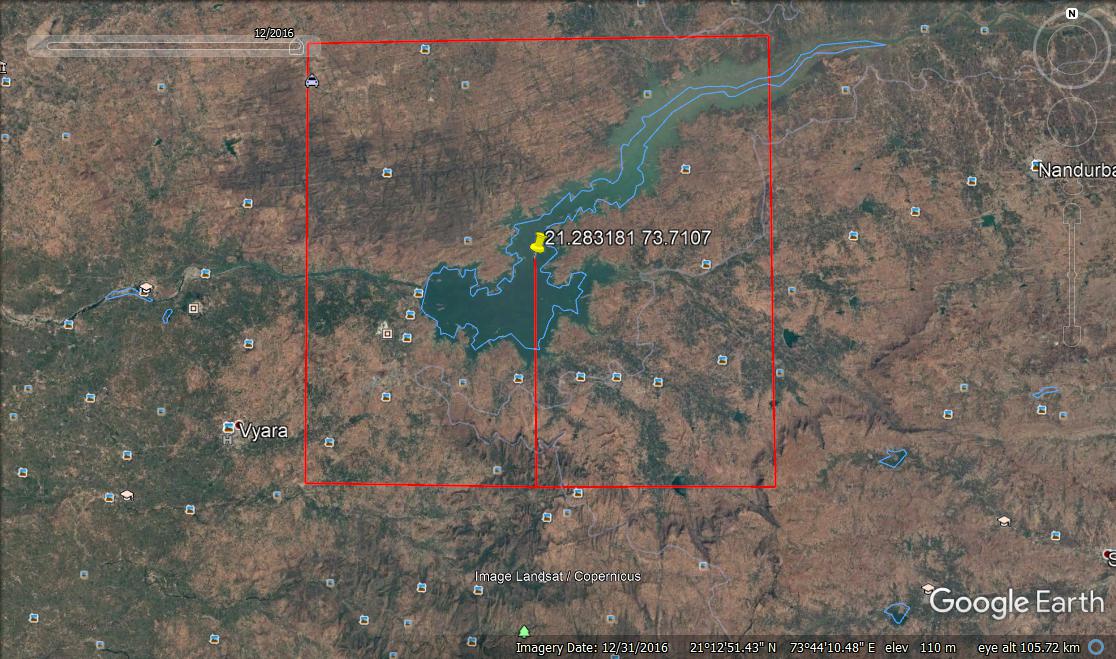 12/2016
N
Nandurba
21.283181 73.7107
Vyara
H
S
Image Landsat / Copernicus
Google Earth
Imagery Date: 12/31/2016 21°12'51.43" N 73°44'10.48" E elev 110 m eye alt 105.72 km